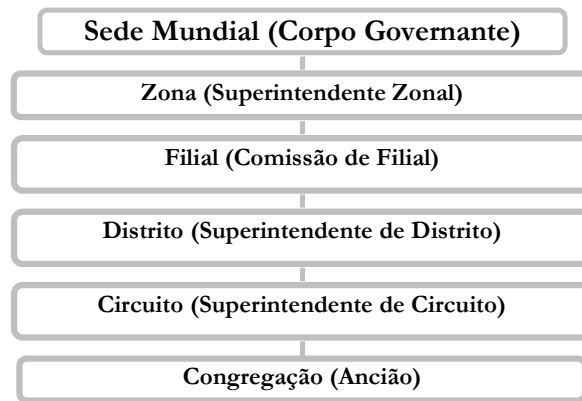 Sede Mundial (Corpo Governante)
Zona (Superintendente Zonal)
Filial (Comissão de Filial)
Distrito (Superintendente de Distrito)
Circuito (Superintendente de Circuito)
Congregação (Ancião)